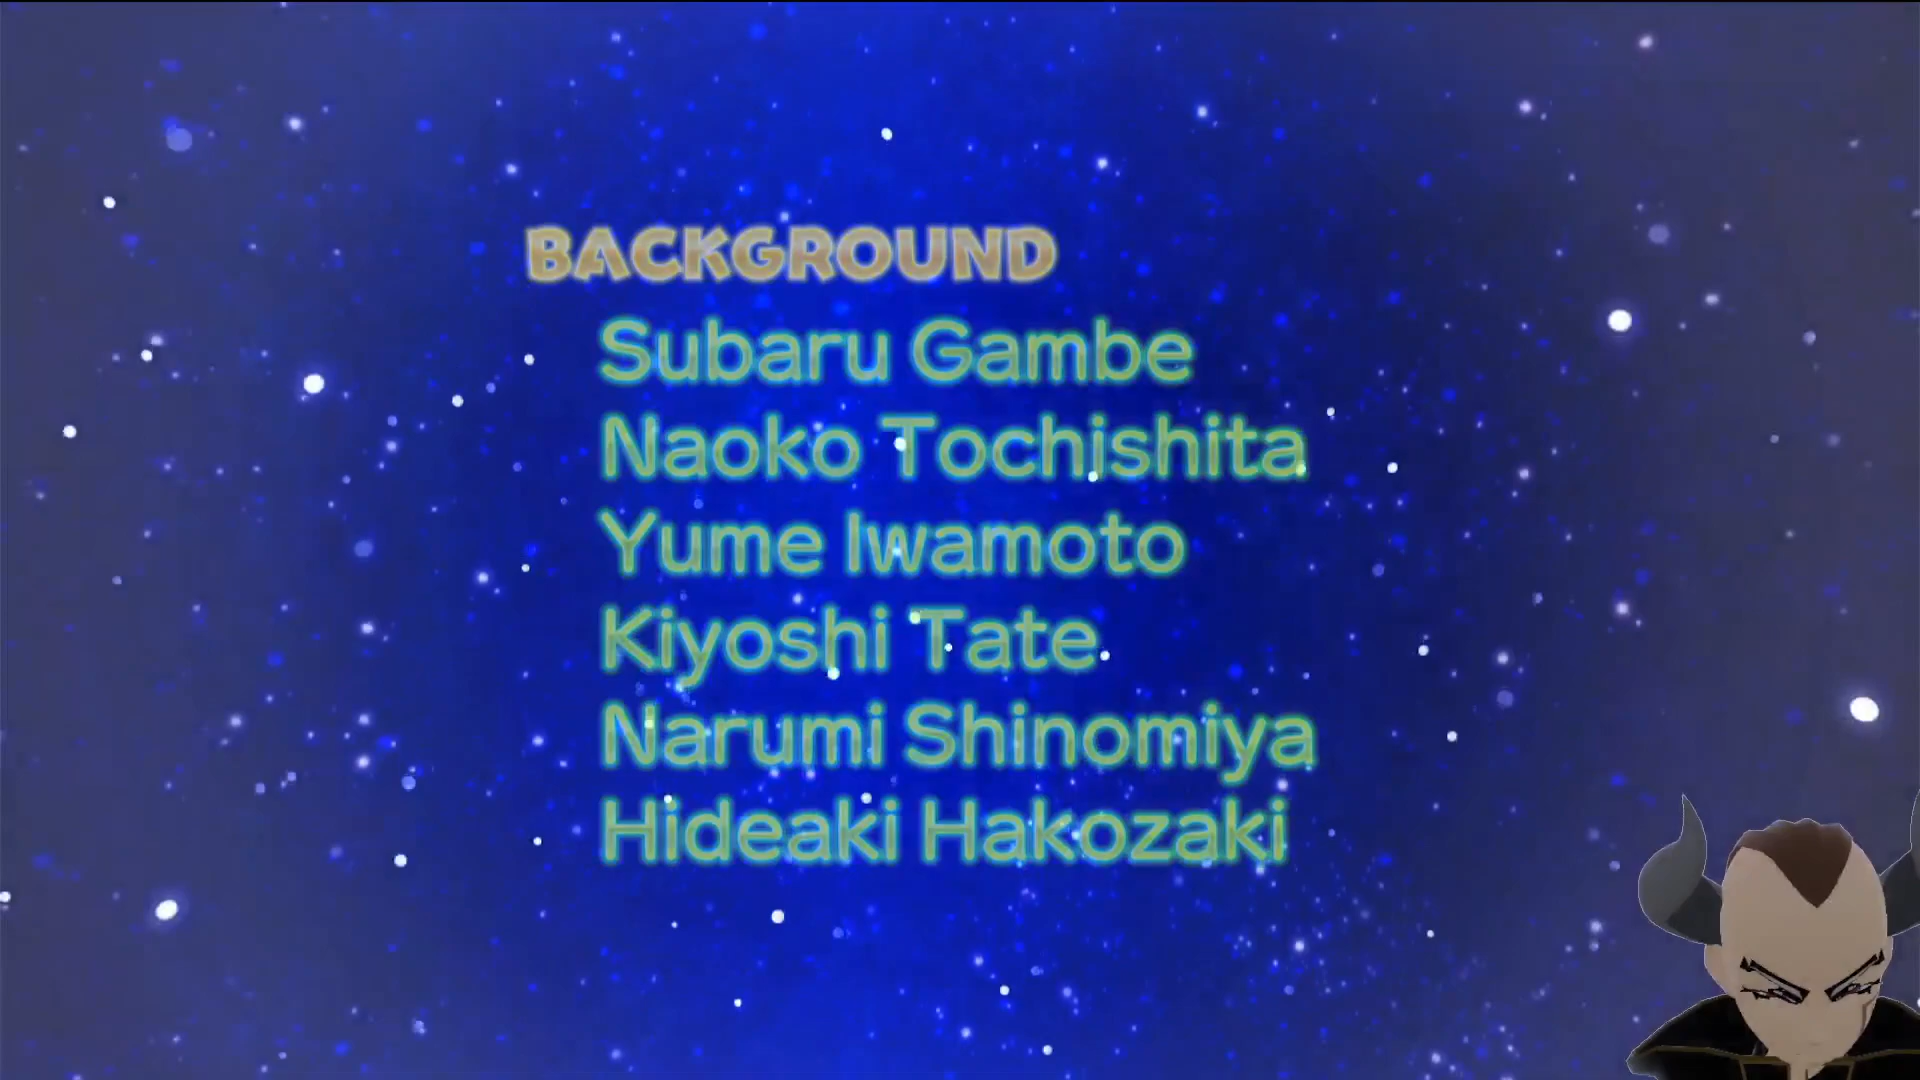 BACKGROUND
Subaru Gambe
Naoko Tochishita
Yume Iwamoto
Kiyoshi Tate
Narumi Shinomiya
Hideaki Hakozaki